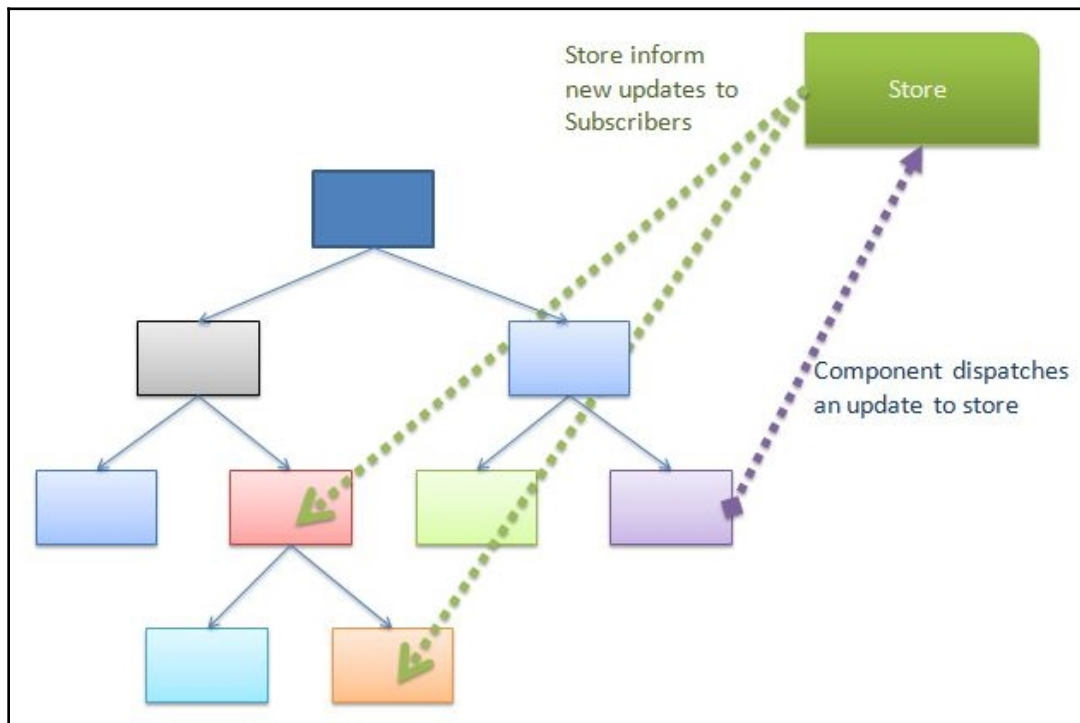 Store inform
new updates to
Subscribers
Store
Component dispatches
an update to store